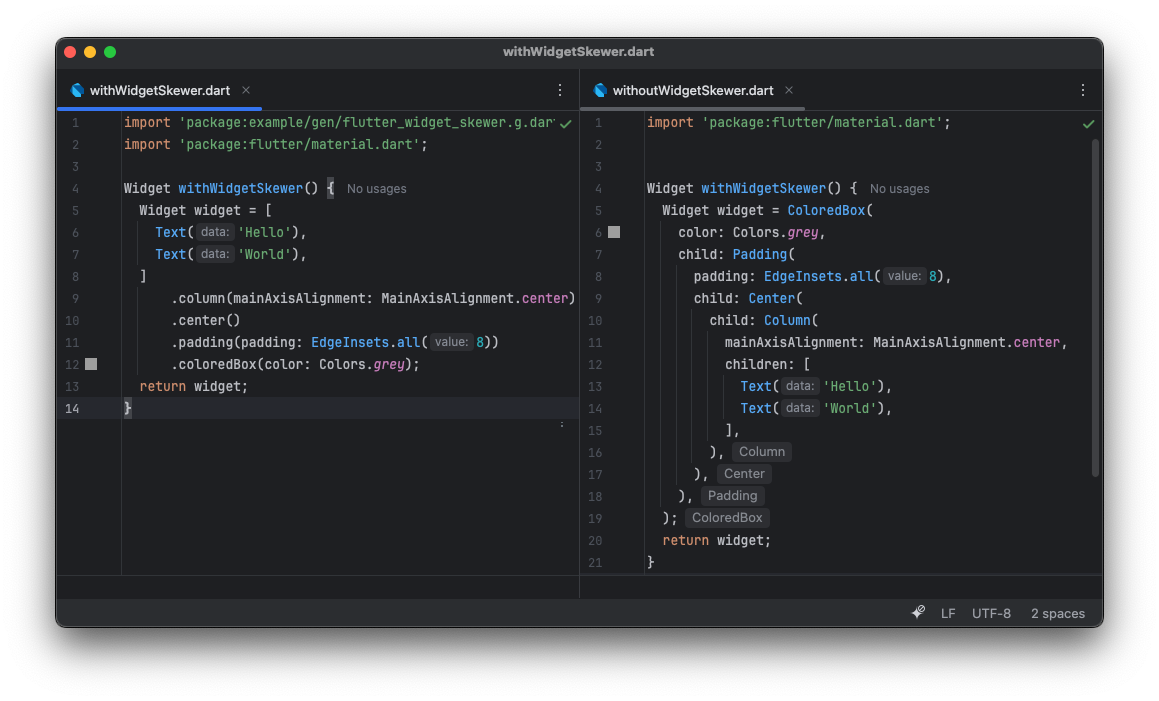 withWidgetSkewer.dart
withWidgetSkewer.dart
1 import 'package:example/gen/flutter_widget_skewer.g.dar
2 import 'package:flutter/material.dart';
3
4 Widget withWidgetSkewer() { No usages
5 Widget widget = [
6 Text( data: 'Hello'),
7 Text( data: 'World'),
8 ]
9 .column(mainAxisAlignment: MainAxisAlignment.center)
10 .center()
11 .padding(padding: EdgeInsets.all( value: 8))
12 .coloredBox(color: Colors.grey);
13 return widget;
14 }
;
withoutWidgetSkewer.dart
1 import 'package:flutter/material.dart';
2
3
4 Widget withWidgetSkewer() { No usages
5 Widget widget = ColoredBox(
6 color: Colors.grey,
7 child: Padding(
8 padding: EdgeInsets.all( value: 8),
9 child: Center(
10 child: Column(
11 mainAxisAlignment: MainAxisAlignment.center,
12 children: [
13 Text( data: 'Hello'),
14 Text( data: 'World'),
15 ],
16 ), Column
17 ), Center
18 ), Padding
19 ); ColoredBox
20 return widget;
21 }
LF UTF-8 2 spaces